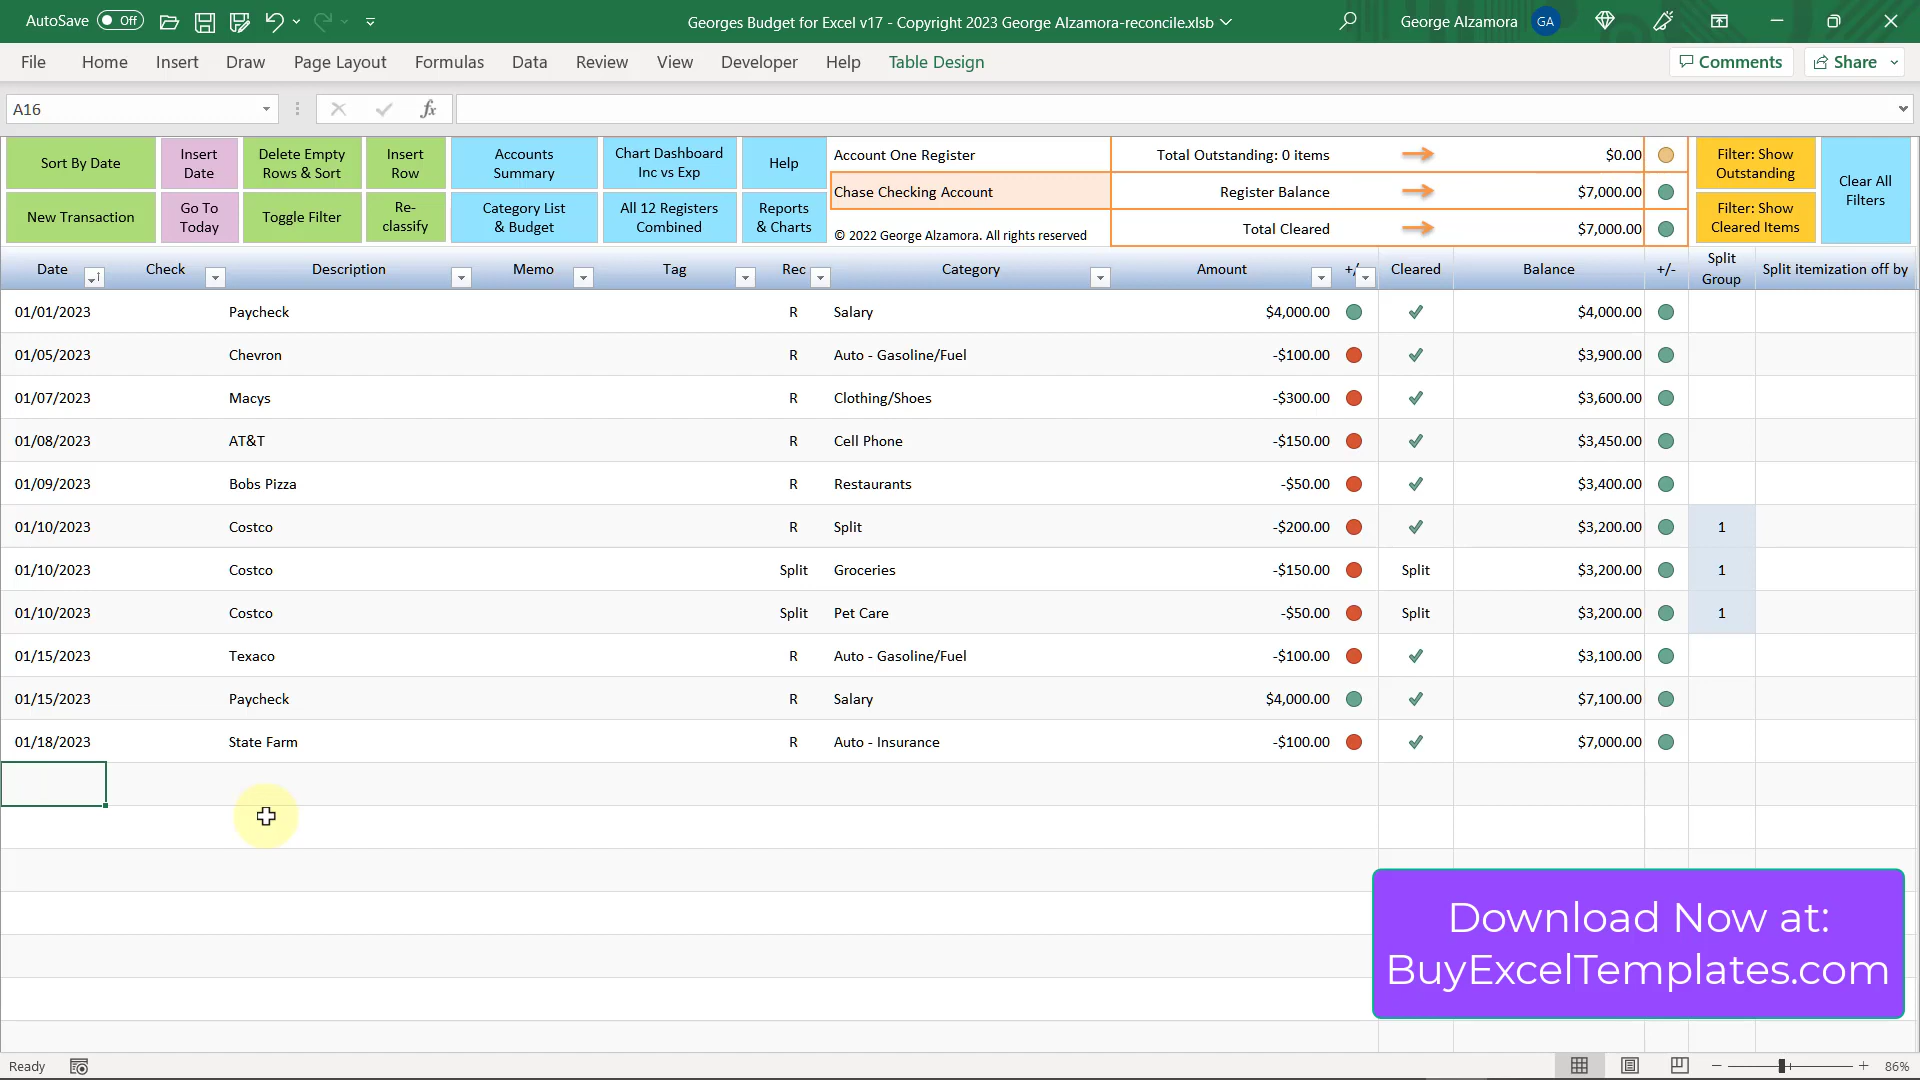 AutoSave Off Georges Budget for Excel v17 - Copyright 2023 George Alzamora-reconcile.xlsb George Alzamora GA
File Home Insert Draw Page Layout Formulas Data Review View Developer Help Table Design Comments Share
A16 fx
Sort By Date
Insert
Date
Delete Empty
Rows & Sort
Insert
Row
Accounts
Summary
Chart Dashboard
Inc vs Exp
Help
New Transaction
Go To
Today
Toggle Filter
Re-
classify
Category List
& Budget
All 12 Registers
Combined
Reports
& Charts
Account One Register
Chase Checking Account
© 2022 George Alzamora. All rights reserved
Total Outstanding: 0 items $0.00
Register Balance $7,000.00
Total Cleared $7,000.00
Filter: Show
Outstanding
Filter: Show
Cleared Items
Clear All
Filters
Date Check Description Memo Tag Rec Category Amount +/ Cleared Balance +/- Split Group Split itemization off by
01/01/2023 Paycheck R Salary $4,000.00 $4,000.00
01/05/2023 Chevron R Auto - Gasoline/Fuel -$100.00 $3,900.00
01/07/2023 Macys R Clothing/Shoes -$300.00 $3,600.00
01/08/2023 AT&T R Cell Phone -$150.00 $3,450.00
01/09/2023 Bobs Pizza R Restaurants -$50.00 $3,400.00
01/10/2023 Costco R Split -$200.00 $3,200.00 1
01/10/2023 Costco Split Groceries -$150.00 Split $3,200.00 1
01/10/2023 Costco Split Pet Care -$50.00 Split $3,200.00 1
01/15/2023 Texaco R Auto - Gasoline/Fuel -$100.00 $3,100.00
01/15/2023 Paycheck R Salary $4,000.00 $7,100.00
01/18/2023 State Farm R Auto - Insurance -$100.00 $7,000.00
Download Now at:
BuyExcelTemplates.com
Ready 86%